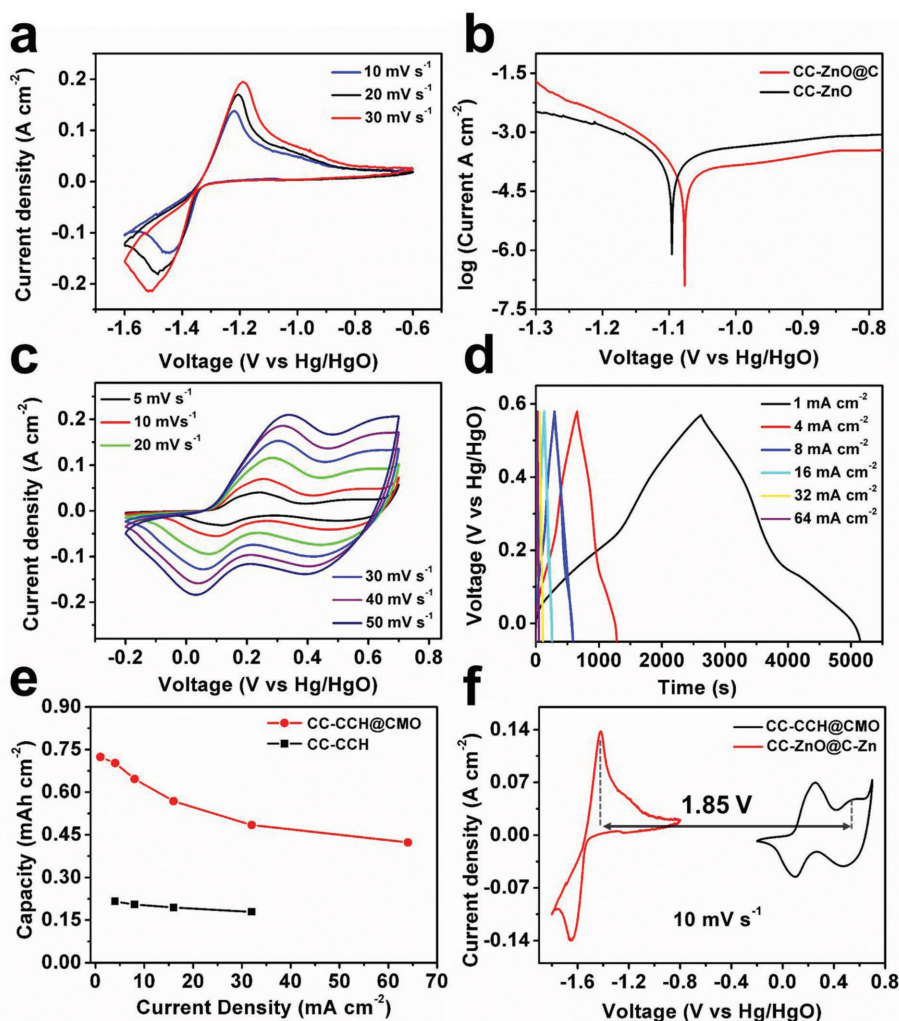 a
0.2
0.1
0.0
-0.1
-0.2
Current density (A cm-2)
10 mV s-1
20 mV s-1
30 mV s-1
-1.6 -1.4 -1.2 -1.0 -0.8 -0.6
Voltage (V vs Hg/HgO)
b
-1.5
-3.0
-4.5
-6.0
-7.5
log (Current A cm-2)
CC-ZnO@C
CC-ZnO
-1.3 -1.2 -1.1 -1.0 -0.9 -0.8
Voltage (V vs Hg/HgO)
c
0.2
0.1
0.0
-0.1
-0.2
Current density (A cm-2)
5 mV s-1
10 mVs-1
20 mV s-1
30 mV s-1
40 mV s-1
50 mV s-1
-0.2 0.0 0.2 0.4 0.6 0.8
Voltage (V vs Hg/HgO)
d
0.6
0.4
0.2
0.0
Voltage (V vs Hg/HgO)
1 mA cm-2
4 mA cm-2
8 mA cm-2
16 mA cm-2
32 mA cm-2
64 mA cm-2
0 1000 2000 3000 4000 5000
Time (s)
e
0.90
0.75
0.60
0.45
0.30
0.15
0.00
Capacity (mAh cm-2)
CC-CCH@CMO
CC-CCH
0 10 20 30 40 50 60 70
Current Density (mA cm-2)
f
0.14
0.07
0.00
-0.07
-0.14
Current density (A cm-2)
CC-CCH@CMO
CC-ZnO@C-Zn
1.85 V
10 mV s-1
-1.6 -1.2 -0.8 0.0 0.4 0.8
Voltage (V vs Hg/HgO)